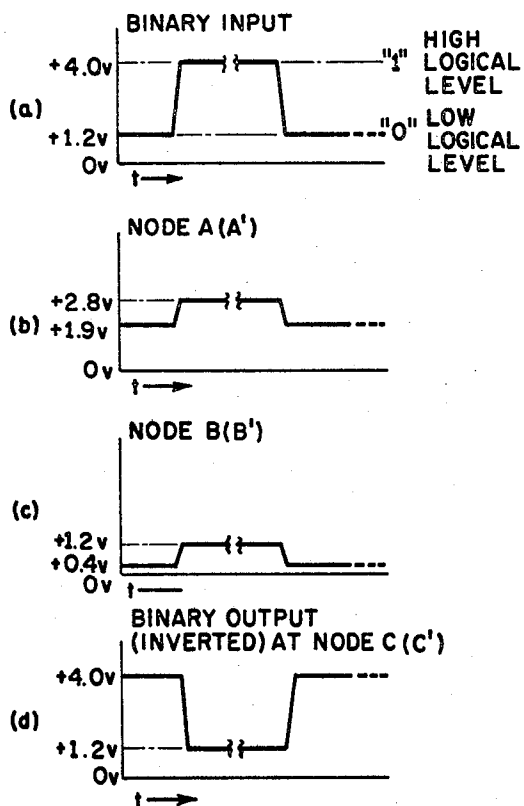 BINARY INPUT
+4.0v
"1" HIGH LOGICAL LEVEL
(a)
+1.2v
"0" LOW LOGICAL LEVEL
0v
t
NODE A (A')
+2.8v
(b)
+1.9v
0v
t
NODE B (B')
(c)
+1.2v
+0.4v
0v
t
BINARY OUTPUT
(INVERTED) AT NODE C (C')
+4.0v
(d)
+1.2v
0v
t